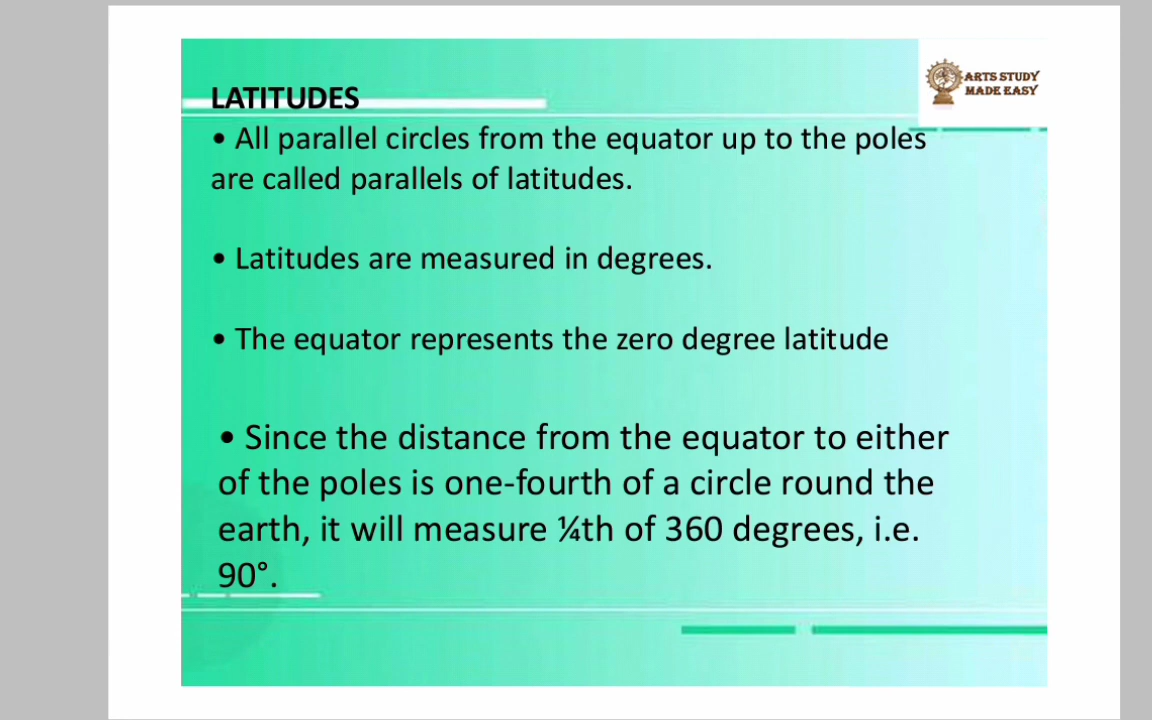 ARTS STUDY
MADE EASY
LATITUDES
• All parallel circles from the equator up to the poles
are called parallels of latitudes.
• Latitudes are measured in degrees.
• The equator represents the zero degree latitude
• Since the distance from the equator to either
of the poles is one-fourth of a circle round the
earth, it will measure ¼th of 360 degrees, i.e.
90°.